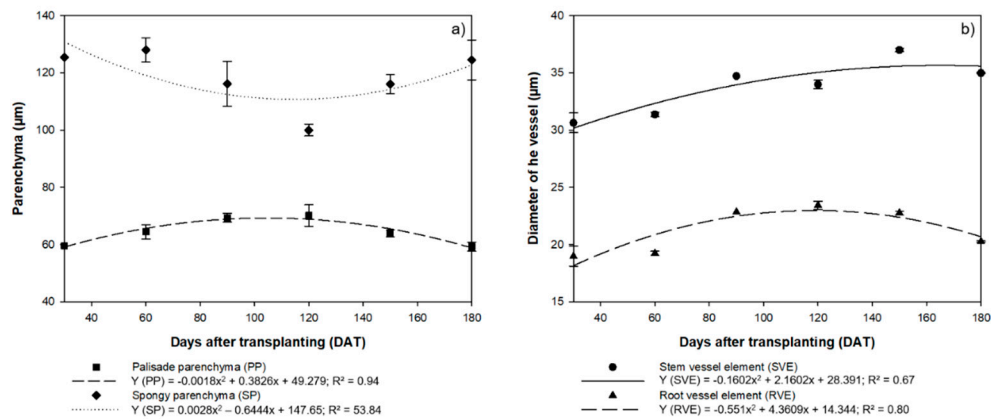 a)
Parenchyma (µm)
140
120
100
80
60
40
40 60 80 100 120 140 160 180
Days after transplanting (DAT)
Palisade parenchyma (PP)
Y (PP) = -0.0018x² + 0.3826x + 49.279; R² = 0.94
Spongy parenchyma (SP)
Y (SP) = 0.0028x² – 0.6444x + 147.65; R² = 53.84
b)
Diameter of he vessel (µm)
40
35
30
25
20
15
40 60 80 100 120 140 160 180
Days after transplanting (DAT)
Stem vessel element (SVE)
Y (SVE) = -0.1602x² + 2.1602x + 28.391; R² = 0.67
Root vessel element (RVE)
Y (RVE) = -0.551x² + 4.3609x + 14.344; R² = 0.80